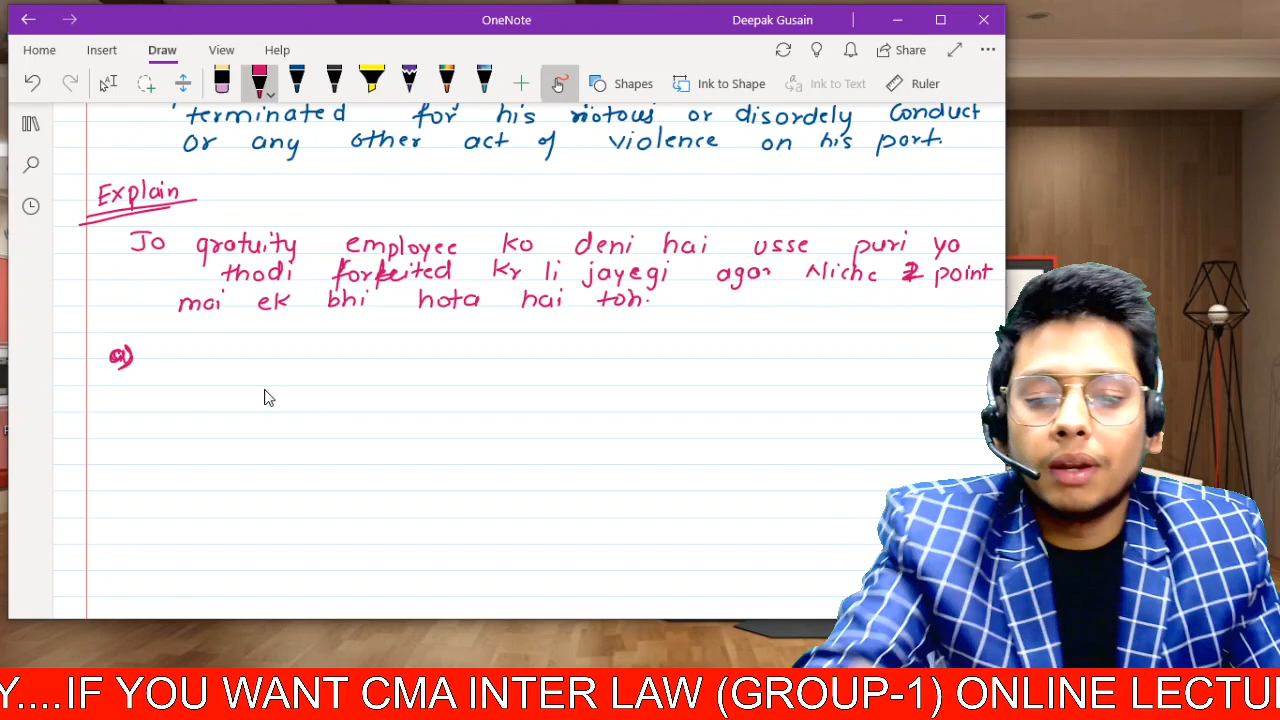 OneNote
Deepak Gusain
Home Insert Draw View Help
Share
Shapes
Ink to Shape
Ink to Text
Ruler
terminated for his riotous or disordely Conduct
Or any other act of violence on his part.
Explain
Jo gratuity employee ko deni hai usse puri ya
thodi forfeited kr li jayegi agar Niche 2 point
mai ek bhi hota hai toh.
a)
Y....IF YOU WANT CMA INTER LAW (GROUP-1) ONLINE LECTU